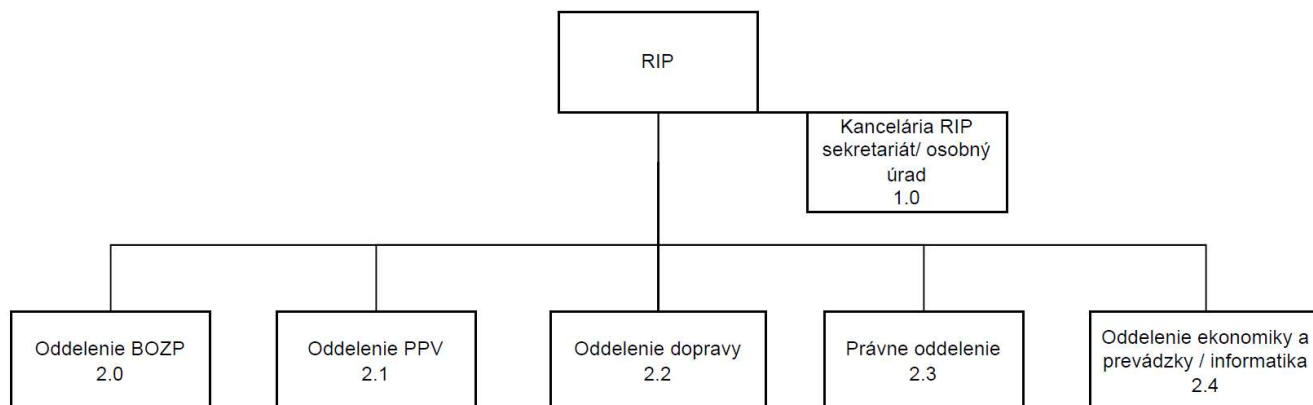 RIP
Kancelária RIP
sekretariát/ osobný
úrad
1.0
Oddelenie BOZP
2.0
Oddelenie PPV
2.1
Oddelenie dopravy
2.2
Právne oddelenie
2.3
Oddelenie ekonomiky a
prevádzky / informatika
2.4